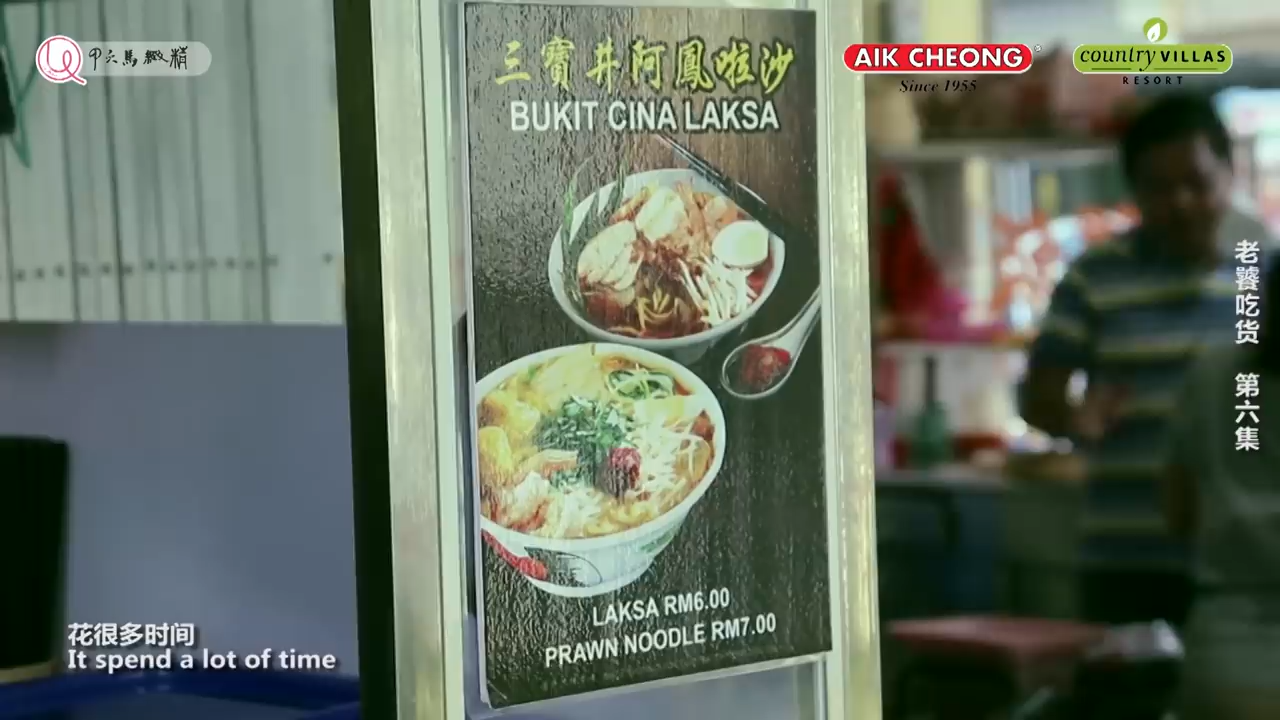 甲六馬緻精
AIK CHEONG
Since 1955
country VILLAS
RESORT
三寶井阿鳳啦沙
BUKIT CINA LAKSA
LAKSA RM6.00
PRAWN NOODLE RM7.00
老饕吃货 第六集
花很多时间
It spend a lot of time